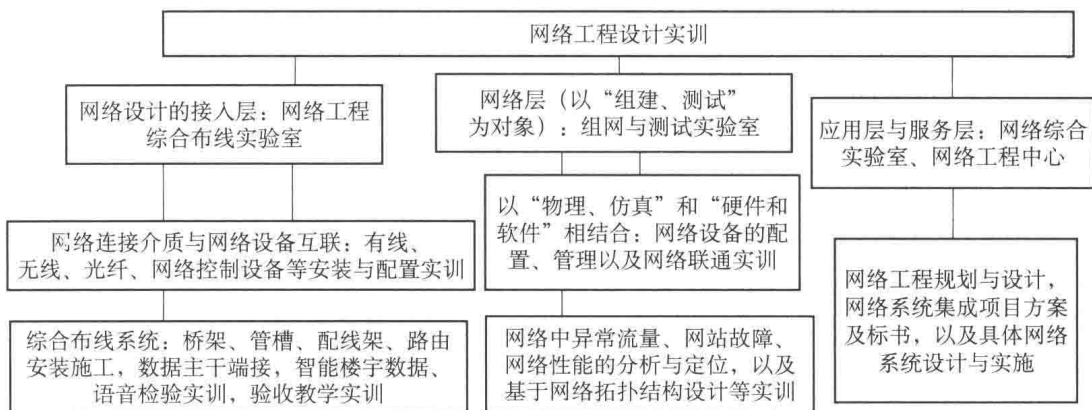 网络工程设计实训
网络设计的接入层：网络工程
综合布线实验室
网络层（以“组建、测试”
为对象）：组网与测试实验室
应用层与服务层：网络综合
实验室、网络工程中心
网络连接介质与网络设备互联：有线、
无线、光纤、网络控制设备等安装与配置实训
以“物理、仿真”和“硬件和
软件”相结合：网络设备的配
置、管理以及网络联通实训
网络工程规划与设计，
网络系统集成项目方案
及标书，以及具体网络
系统设计与实施
综合布线系统：桥架、管槽、配线架、路由
安装施工，数据主干端接，智能楼宇数据、
语音检验实训，验收教学实训
网络中异常流量、网站故障、
网络性能的分析与定位，以及
基于网络拓扑结构设计等实训